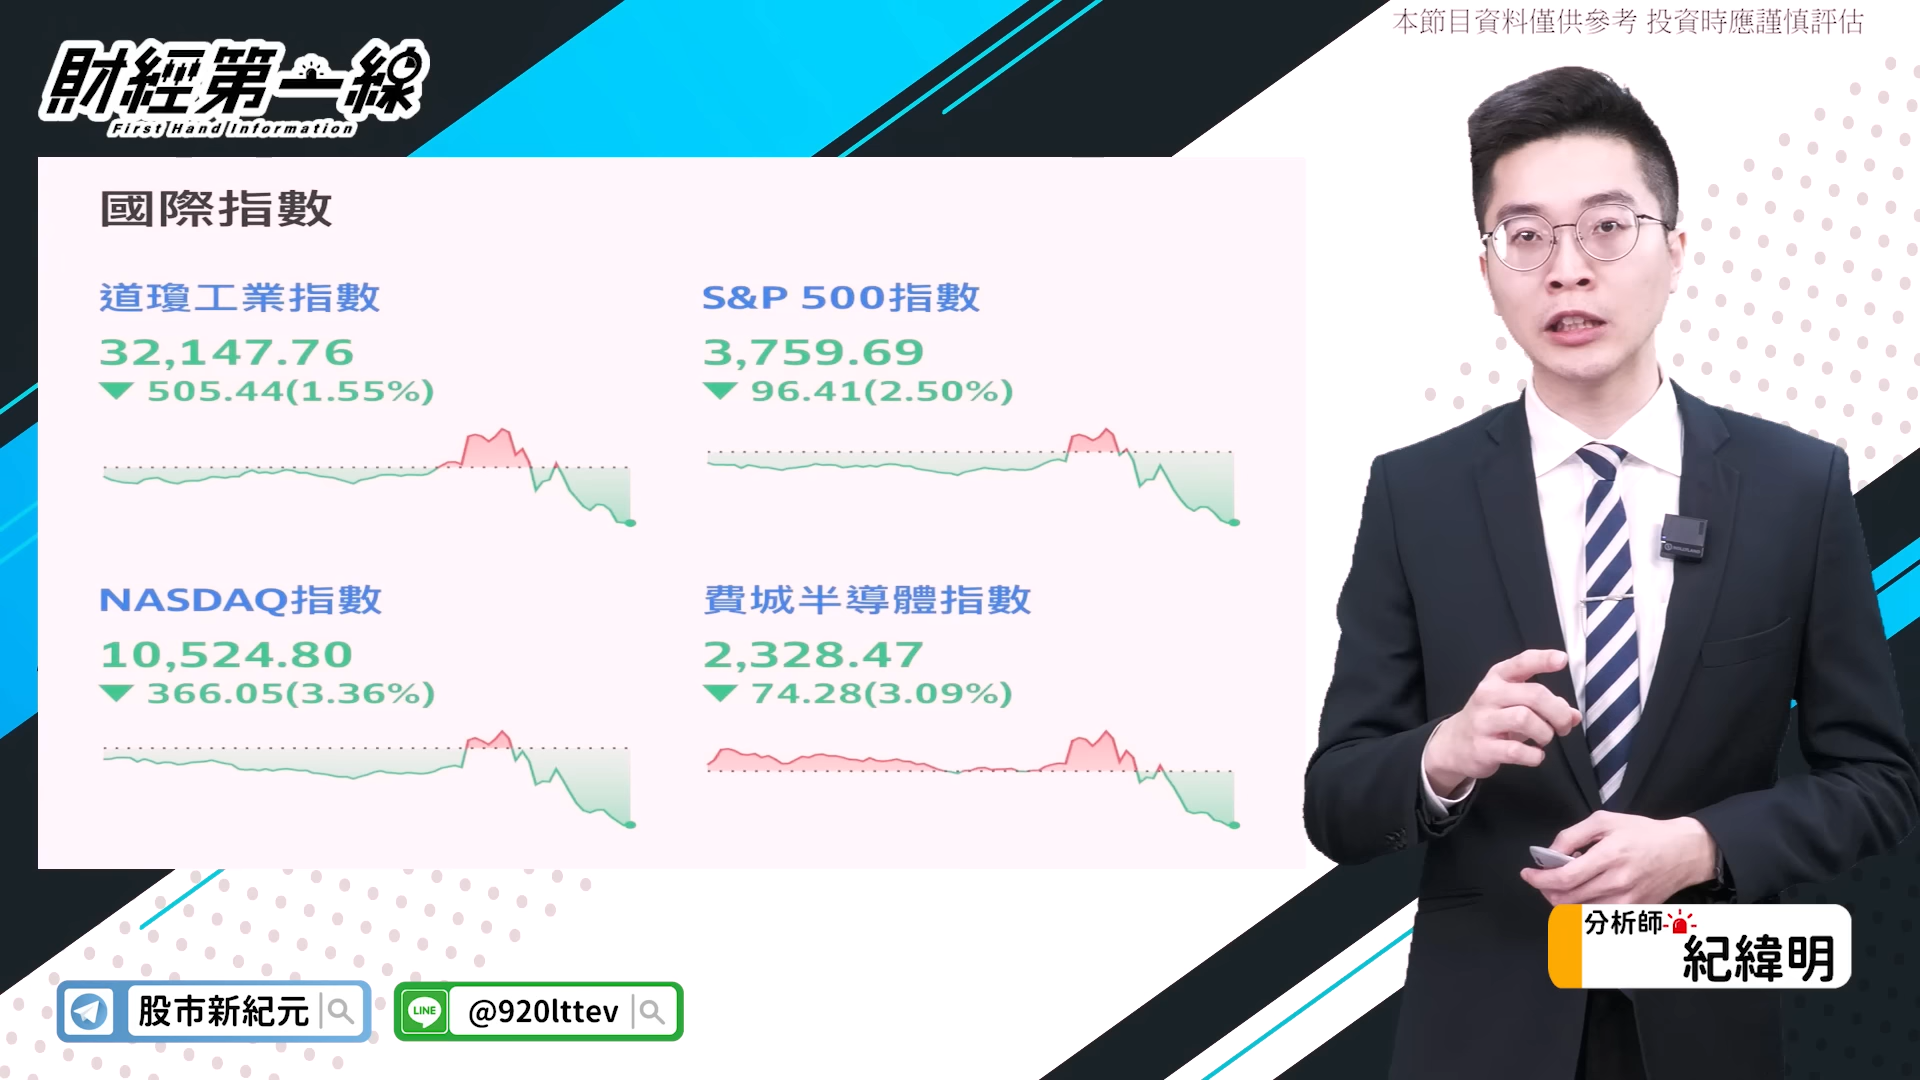 本節目資料僅供參考 投資時應謹慎評估
財經第一線
First Hand Information
國際指數
道瓊工業指數
32,147.76
▼ 505.44(1.55%)
S&P 500指數
3,759.69
▼ 96.41(2.50%)
NASDAQ指數
10,524.80
▼ 366.05(3.36%)
費城半導體指數
2,328.47
▼ 74.28(3.09%)
分析師
紀緯明
股市新紀元
LINE
@920lttev